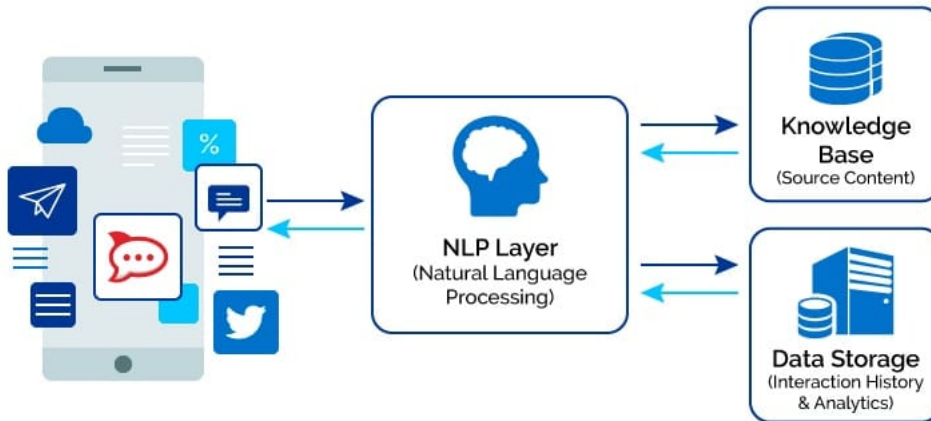 %
NLP Layer
(Natural Language
Processing)
Knowledge
Base
(Source Content)
Data Storage
(Interaction History
& Analytics)